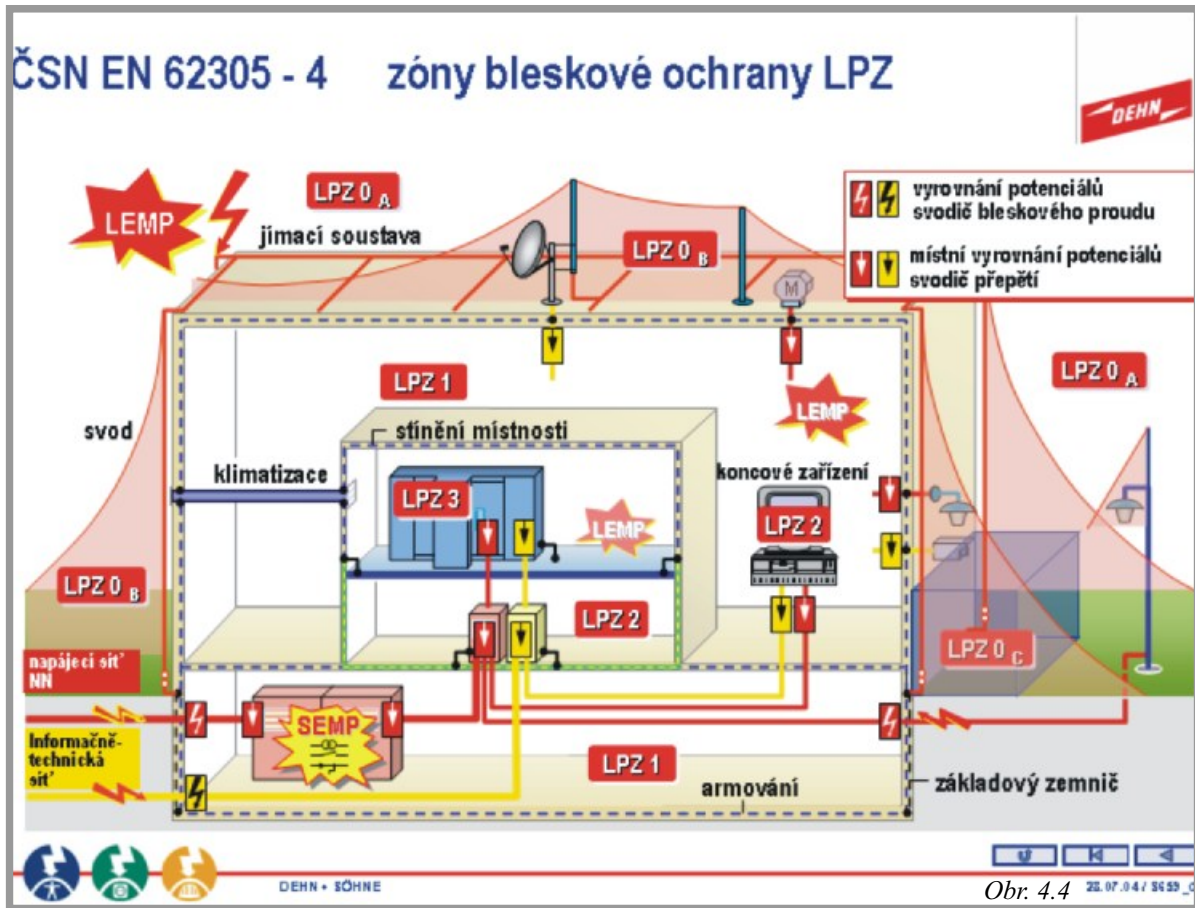 ČSN EN 62305 - 4 zóny bleskové ochrany LPZ
DEHN
LEMP
LPZ 0 A
jímací soustava
LPZ 0 B
vyrovnání potenciálů
svodič bleskového proudu
místní vyrovnání potenciálů
svodič přepětí
M
LPZ 1
LEMP
LPZ 0 A
svod
stínění místnosti
klimatizace
koncové zařízení
LPZ 3
LEMP
LPZ 2
LPZ 0 B
LPZ 2
LPZ 0 C
napájecí síť
NN
SEMP
Informačně-
technická
síť
LPZ 1
armování
základový zemnič
DEHN + SÖHNE
Obr. 4.4